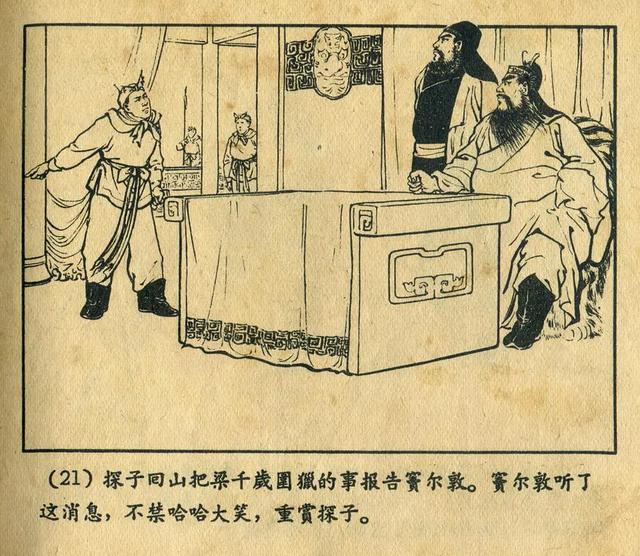 (21) 探子回山把梁千歲圍獵的事报告竇尔敦。竇尔敦听了
这消息，不禁哈哈大笑，重赏探子。